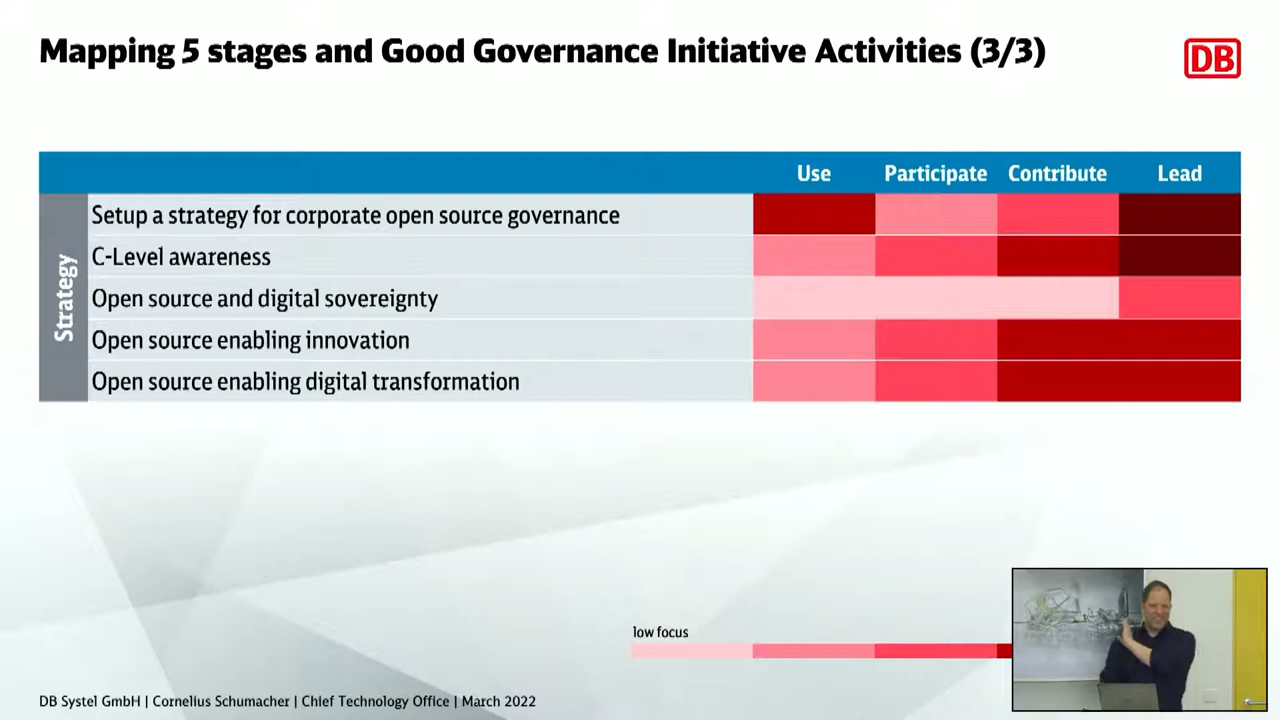 Mapping 5 stages and Good Governance Initiative Activities (3/3)
DB
Use Participate Contribute Lead
Strategy
Setup a strategy for corporate open source governance
C-Level awareness
Open source and digital sovereignty
Open source enabling innovation
Open source enabling digital transformation
low focus
DB Systel GmbH | Cornelius Schumacher | Chief Technology Office | March 2022